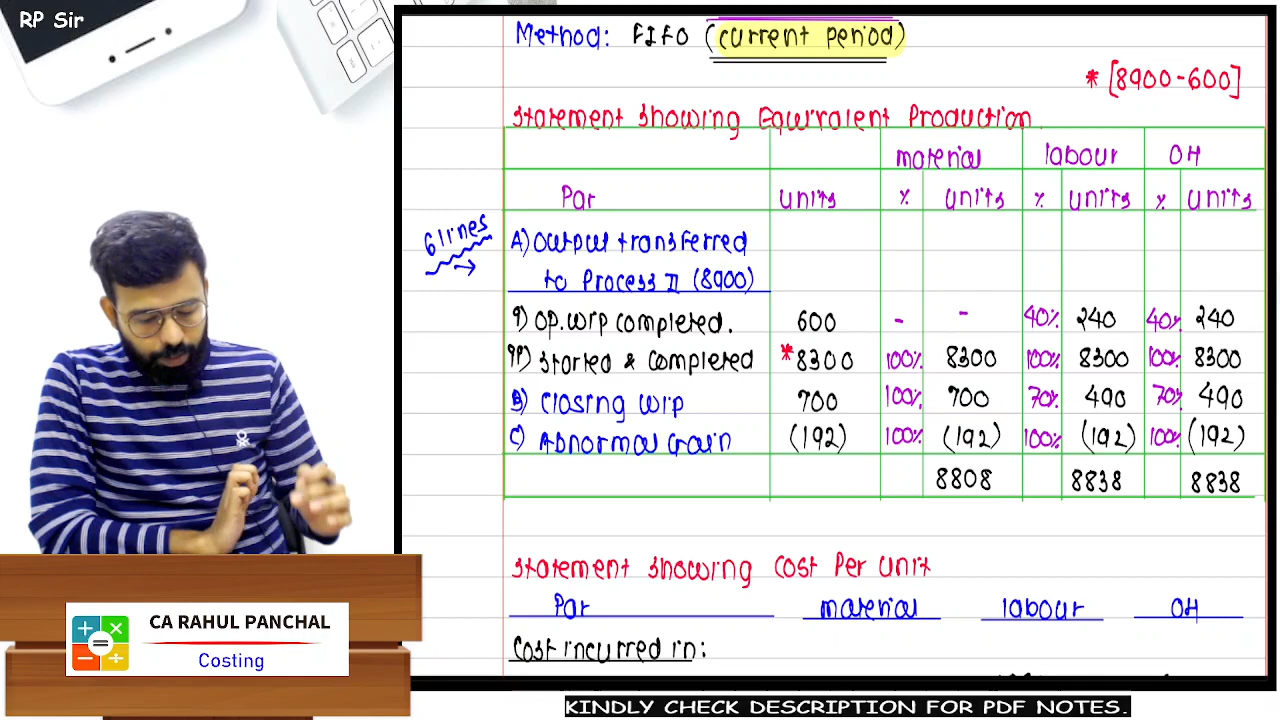 RP Sir
Method: FIFO (current period)
* [8900-600]
Statement Showing Equivalent Production.
material labour OH
Par units % units % units % units
6 lines
A) Output transferred
to Process II (8900)
i) OP. WIP completed. 600 - - 40% 240 40% 240
ii) Started & Completed *8300 100% 8300 100% 8300 100% 8300
B) Closing WIP 700 100% 700 70% 490 70% 490
C) Abnormal Gain (192) 100% (192) 100% (192) 100% (192)
8808 8838 8838
Statement Showing Cost Per Unit
Par material labour OH
Cost incurred in:
CA RAHUL PANCHAL
Costing
KINDLY CHECK DESCRIPTION FOR PDF NOTES.